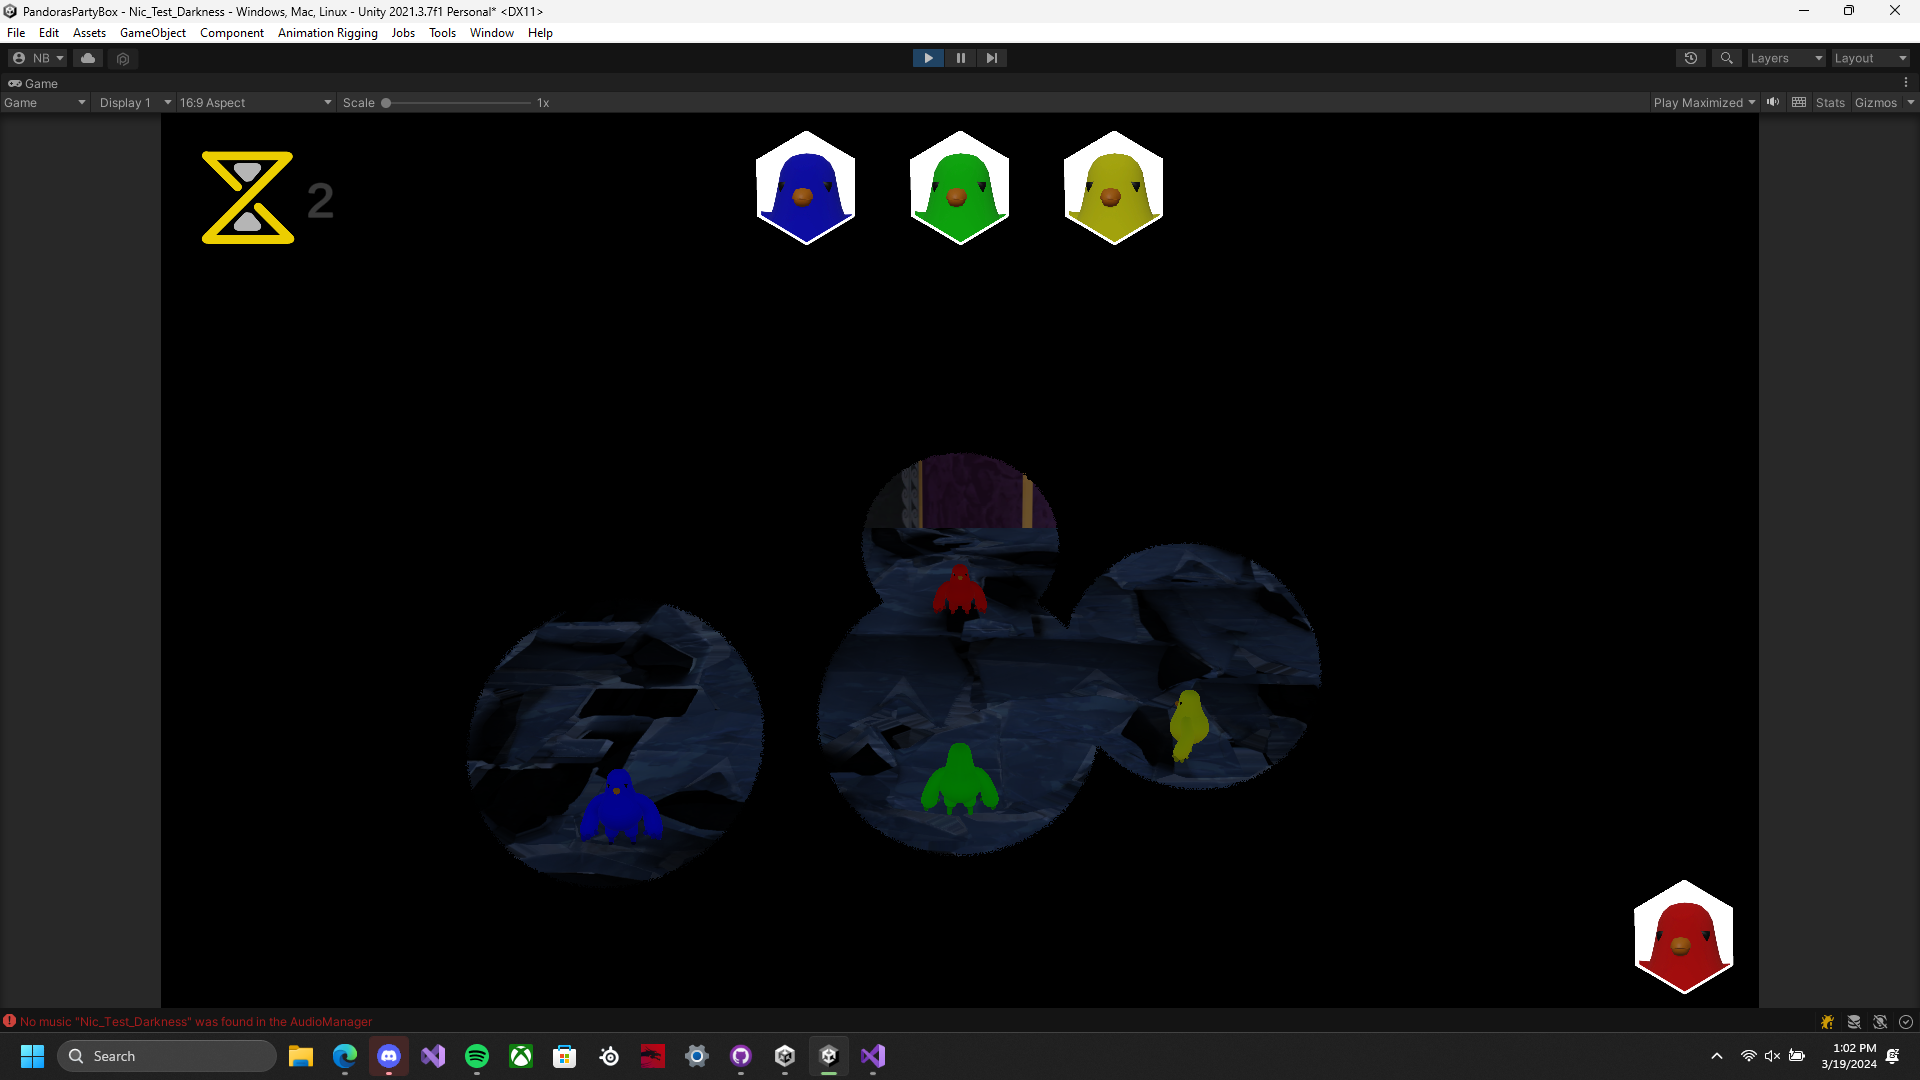 PandorasPartyBox - Nic_Test_Darkness - Windows, Mac, Linux - Unity 2021.3.7f1 Personal* <DX11>
File Edit Assets GameObject Component Animation Rigging Jobs Tools Window Help
NB Layers Layout
Game
Game Display 1 16:9 Aspect Scale 1x Play Maximized Stats Gizmos
2
No music "Nic_Test_Darkness" was found in the AudioManager
Search
1:02 PM
3/19/2024